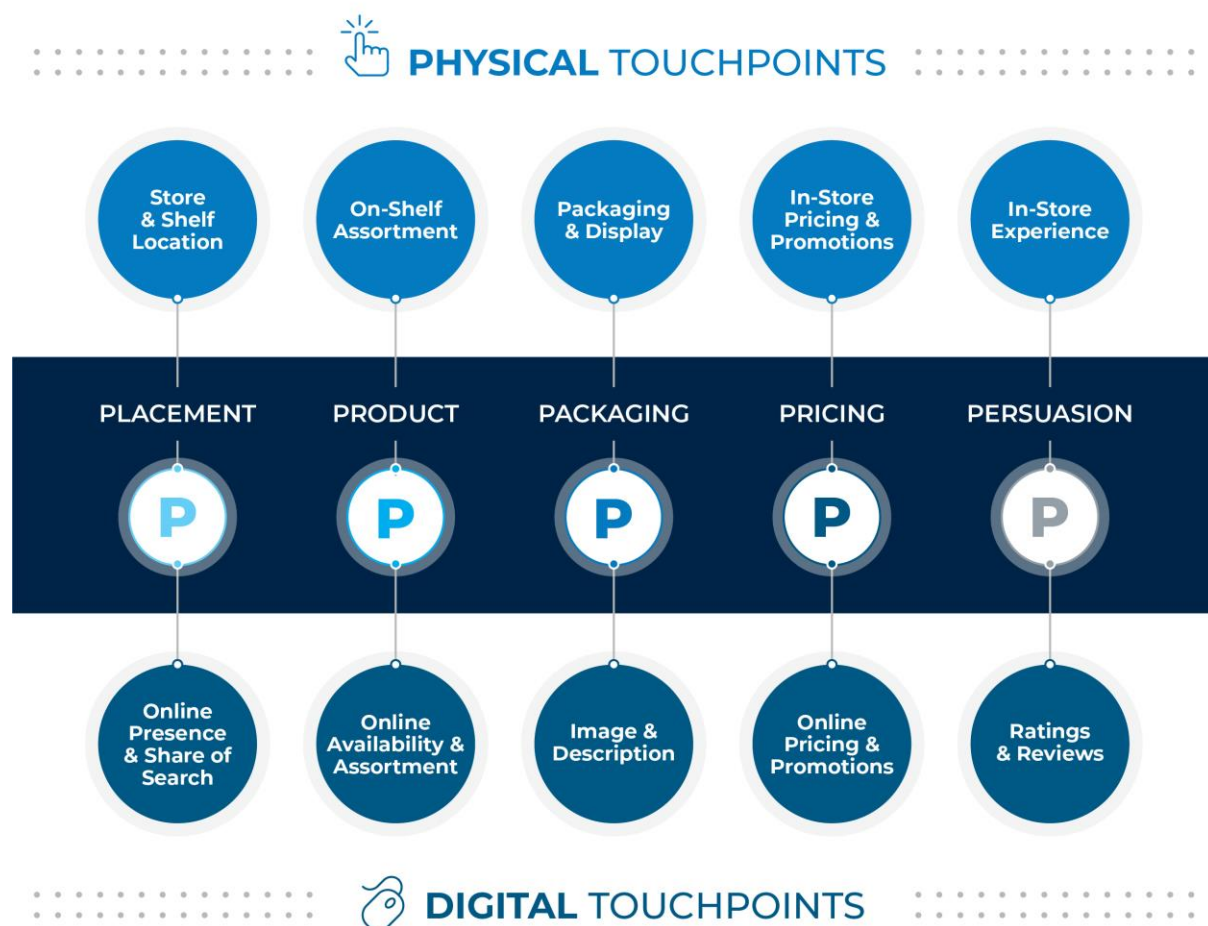 PHYSICAL TOUCHPOINTS
Store
& Shelf
Location
On-Shelf
Assortment
Packaging
& Display
In-Store
Pricing &
Promotions
In-Store
Experience
PLACEMENT
PRODUCT
PACKAGING
PRICING
PERSUASION
P
P
P
P
P
Online
Presence
& Share of
Search
Online
Availability &
Assortment
Image &
Description
Online
Pricing &
Promotions
Ratings
& Reviews
DIGITAL TOUCHPOINTS